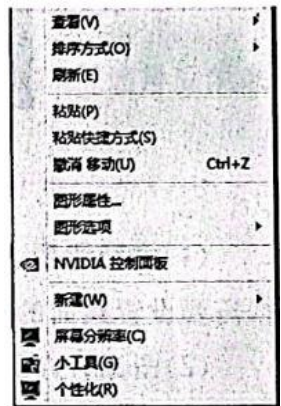 查看(V)
排序方式(O)
刷新(E)
粘贴(P)
粘贴快捷方式(S)
撤消 移动(U) Ctrl+Z
图形属性...
图形选项
NVIDIA 控制面板
新建(W)
屏幕分辨率(C)
小工具(G)
个性化(R)